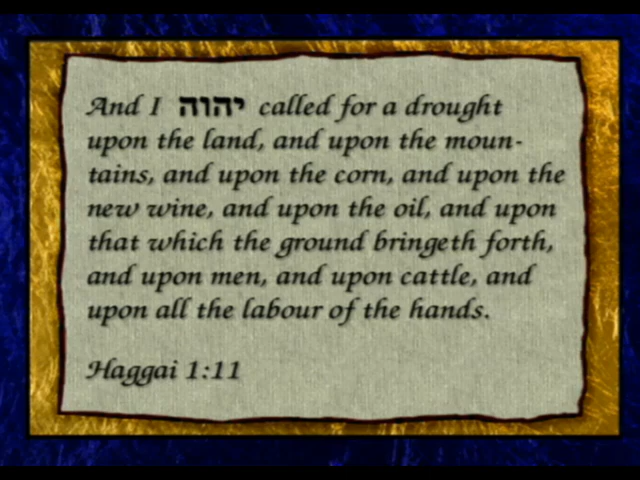 And I יהוה called for a drought
upon the land, and upon the moun-
tains, and upon the corn, and upon the
new wine, and upon the oil, and upon
that which the ground bringeth forth,
and upon men, and upon cattle, and
upon all the labour of the hands.
Haggai 1:11